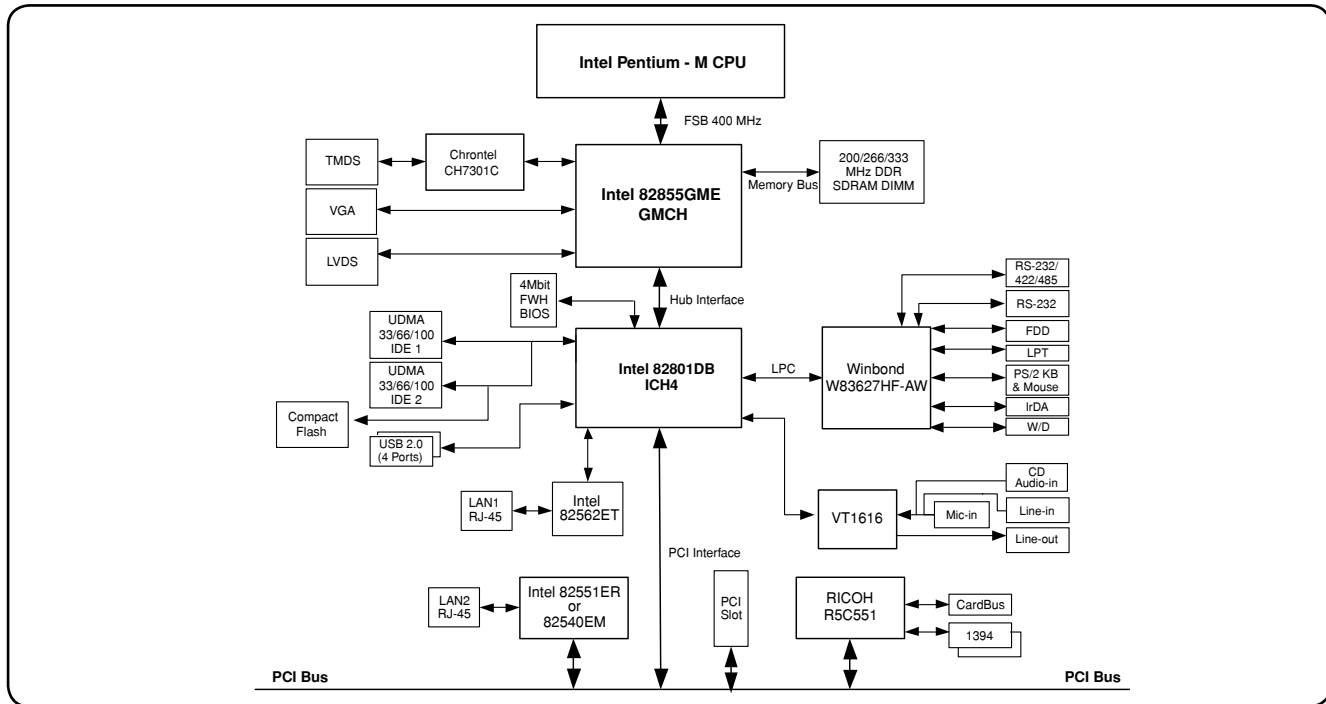 Intel Pentium - M CPU
FSB 400 MHz
TMDS
Chrontel
CH7301C
VGA
LVDS
Intel 82855GME
GMCH
Memory Bus
200/266/333
MHz DDR
SDRAM DIMM
4Mbit
FWH
BIOS
Hub Interface
UDMA
33/66/100
IDE 1
UDMA
33/66/100
IDE 2
Compact
Flash
USB 2.0
(4 Ports)
Intel 82801DB
ICH4
LPC
Winbond
W83627HF-AW
RS-232/
422/485
RS-232
FDD
LPT
PS/2 KB
& Mouse
IrDA
W/D
LAN1
RJ-45
Intel
82562ET
VT1616
CD
Audio-in
Mic-in
Line-in
Line-out
PCI Interface
LAN2
RJ-45
Intel 82551ER
or
82540EM
PCI
Slot
RICOH
R5C551
CardBus
1394
PCI Bus
PCI Bus